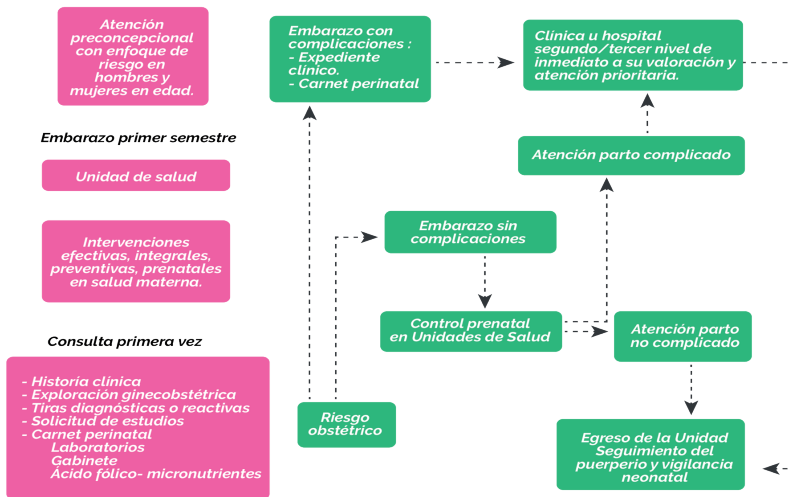 Atención
preconcepcional
con enfoque de
riesgo en
hombres y
mujeres en edad.
Embarazo primer semestre
Unidad de salud
Intervenciones
efectivas, integrales,
preventivas, prenatales
en salud materna.
Consulta primera vez
- Historía clínica
- Exploración ginecobstétrica
- Tiras diagnósticas o reactivas
- Solicitud de estudios
- Carnet perinatal
Laboratorios
Gabinete
Ácido fólico- micronutrientes
Embarazo con
complicaciones :
- Expediente
clínico.
- Carnet perinatal
Clínica u hospital
segundo/tercer nivel de
inmediato a su valoración y
atención prioritaria.
Atención parto complicado
Embarazo sin
complicaciones
Control prenatal
en Unidades de Salud
Atención parto
no complicado
Riesgo
obstétrico
Egreso de la Unidad
Seguimiento del
puerperio y vigilancia
neonatal